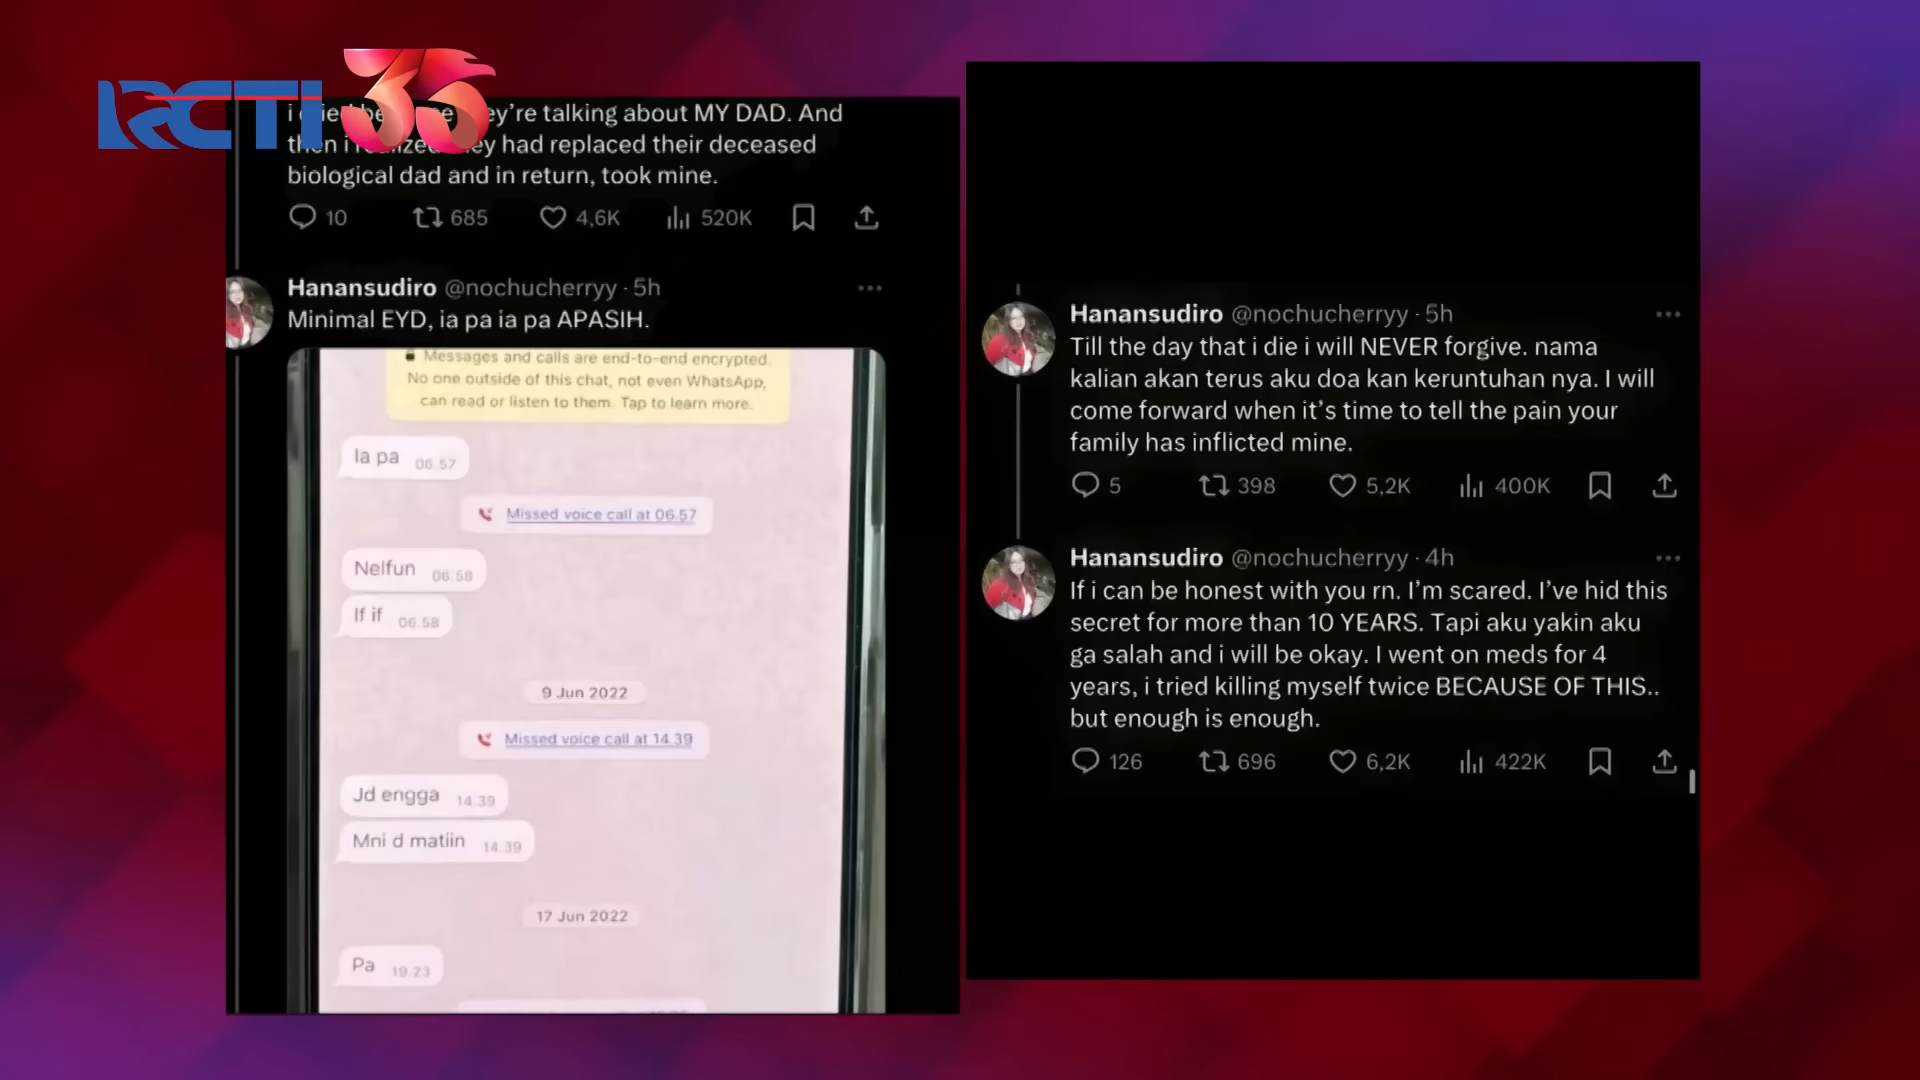 RCTI 35
i cried because they're talking about MY DAD. And
then i realized they had replaced their deceased
biological dad and in return, took mine.
10 685 4,6K 520K
Hanansudiro @nochucherryy · 5h
Minimal EYD, ia pa ia pa APASIH.
Messages and calls are end-to-end encrypted.
No one outside of this chat, not even WhatsApp,
can read or listen to them. Tap to learn more.
Ia pa 06.57
Missed voice call at 06.57
Nelfun 06.58
If if 06.58
9 Jun 2022
Missed voice call at 14.39
Jd engga 14.39
Mni d matiin 14.39
17 Jun 2022
Pa 19.23
Hanansudiro @nochucherryy · 5h
Till the day that i die i will NEVER forgive. nama
kalian akan terus aku doa kan keruntuhan nya. I will
come forward when it's time to tell the pain your
family has inflicted mine.
5 398 5,2K 400K
Hanansudiro @nochucherryy · 4h
If i can be honest with you rn. I'm scared. I've hid this
secret for more than 10 YEARS. Tapi aku yakin aku
ga salah and i will be okay. I went on meds for 4
years, i tried killing myself twice BECAUSE OF THIS..
but enough is enough.
126 696 6,2K 422K